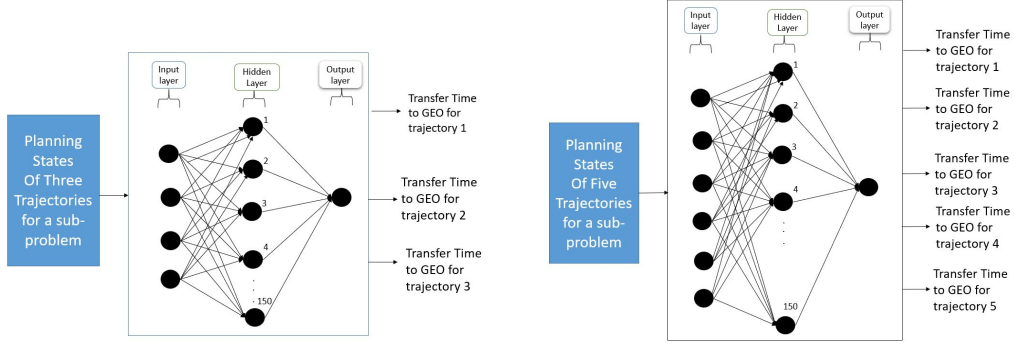 Planning
States
Of Three
Trajectories
for a sub-
problem
Input
layer
Hidden
Layer
Output
layer
1
2
3
4
150
Transfer Time
to GEO for
trajectory 1
Transfer Time
to GEO for
trajectory 2
Transfer Time
to GEO for
trajectory 3
Planning
States
Of Five
Trajectories
for a sub-
problem
Input
layer
Hidden
Layer
Output
layer
1
2
3
4
150
Transfer Time
to GEO for
trajectory 1
Transfer Time
to GEO for
trajectory 2
Transfer Time
to GEO for
trajectory 3
Transfer Time
to GEO for
trajectory 4
Transfer Time
to GEO for
trajectory 5